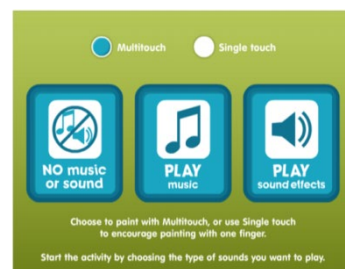 Multitouch Single touch
NO music PLAY PLAY
or sound music sound effects
Choose to paint with Multitouch, or use Single touch
to encourage painting with one finger.
Start the activity by choosing the type of sounds you want to play.